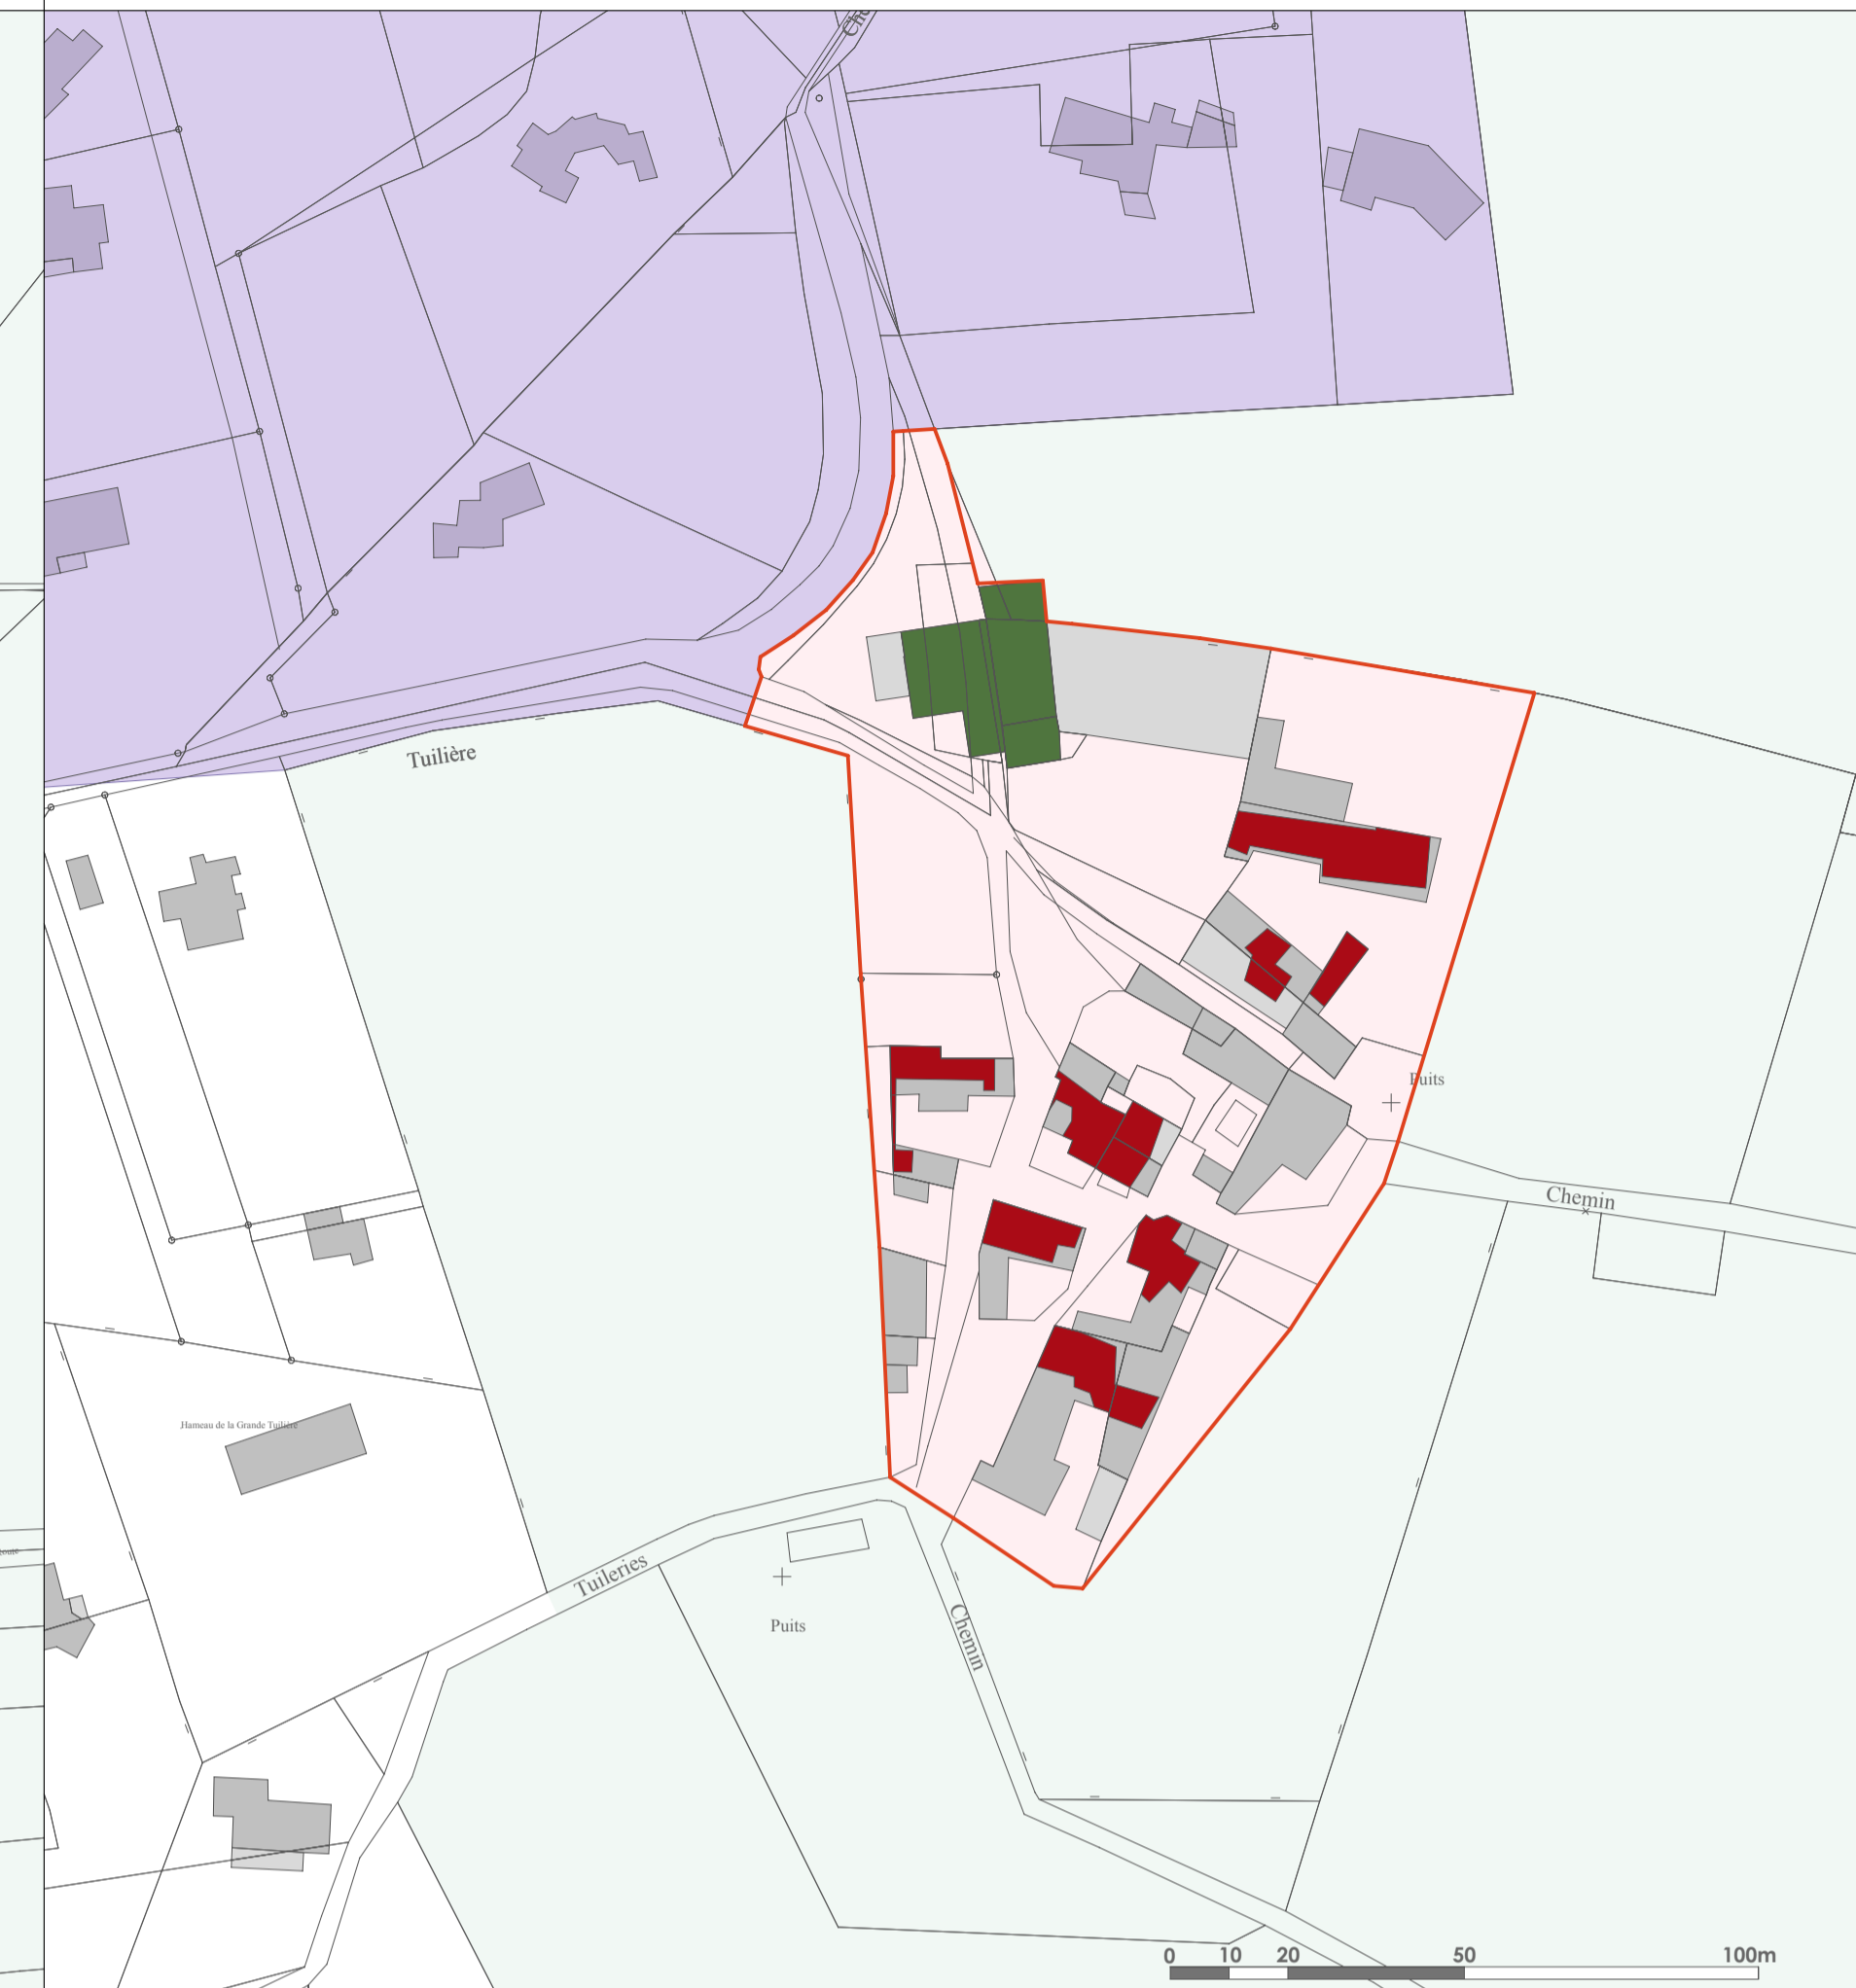 Tuilière
Puits
Chemin
Hameau de la Grande Tuilière
Tuileries
Puits
Chemin
0 10 20 50 100m